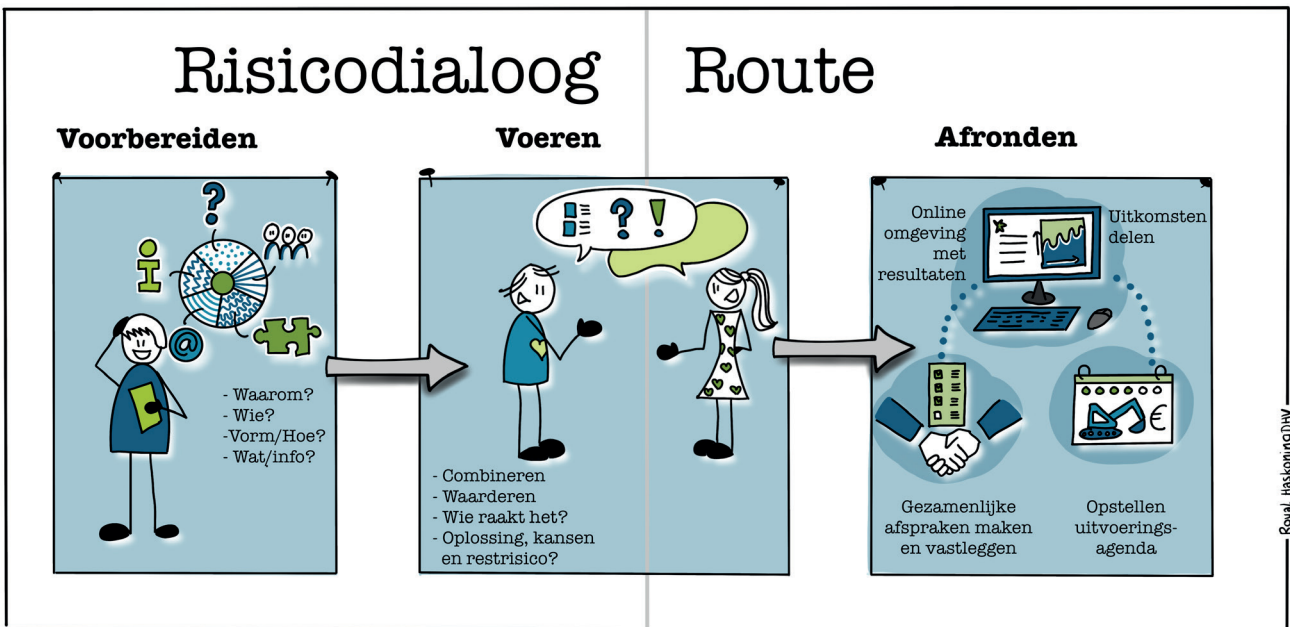 Risicodialoog Route
Voorbereiden
- Waarom?
- Wie?
-Vorm/Hoe?
- Wat/info?
Voeren
- Combineren
- Waarderen
- Wie raakt het?
- Oplossing, kansen
en restrisico?
Afronden
Online
omgeving
met
resultaten
Uitkomsten
delen
Gezamenlijke
afspraken maken
en vastleggen
Opstellen
uitvoerings-
agenda
Royal HaskoningDHV